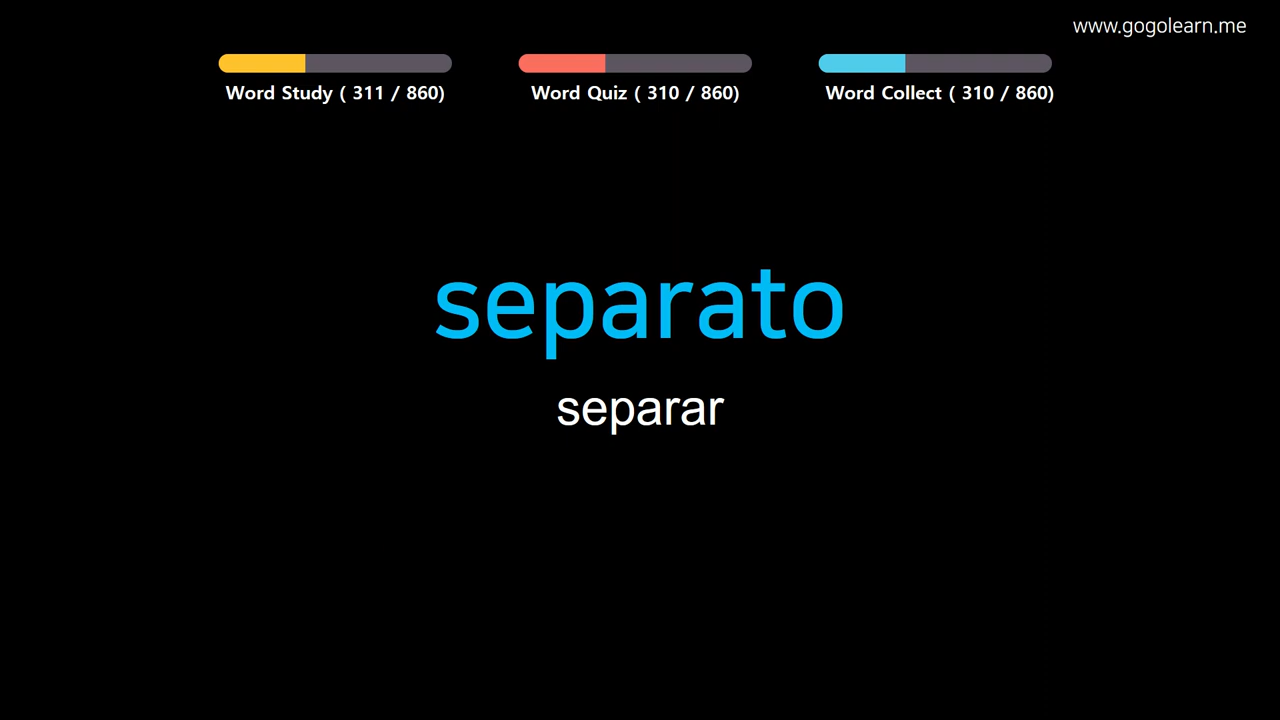 www.gogolearn.me
Word Study ( 311 / 860)
Word Quiz ( 310 / 860)
Word Collect ( 310 / 860)
separato
separar